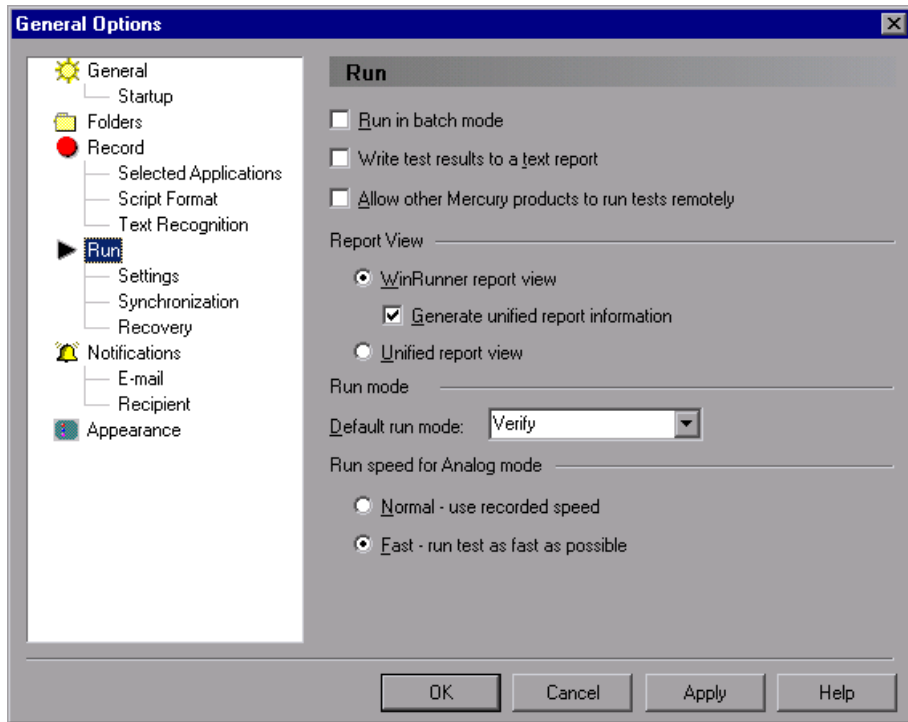 General Options
General
Startup
Folders
Record
Selected Applications
Script Format
Text Recognition
Run
Settings
Synchronization
Recovery
Notifications
E-mail
Recipient
Appearance
Run
Run in batch mode
Write test results to a text report
Allow other Mercury products to run tests remotely
Report View
WinRunner report view
Generate unified report information
Unified report view
Run mode
Default run mode: Verify
Run speed for Analog mode
Normal - use recorded speed
Fast - run test as fast as possible
OK Cancel Apply Help